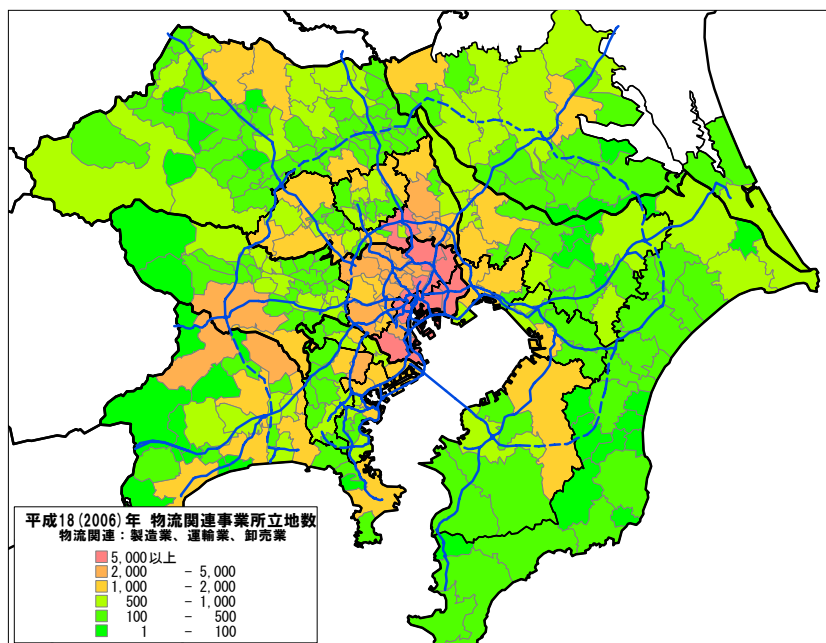 平成18(2006)年 物流関連事業所立地数
物流関連：製造業、運輸業、卸売業
5,000以上
2,000 - 5,000
1,000 - 2,000
500 - 1,000
100 - 500
1 - 100